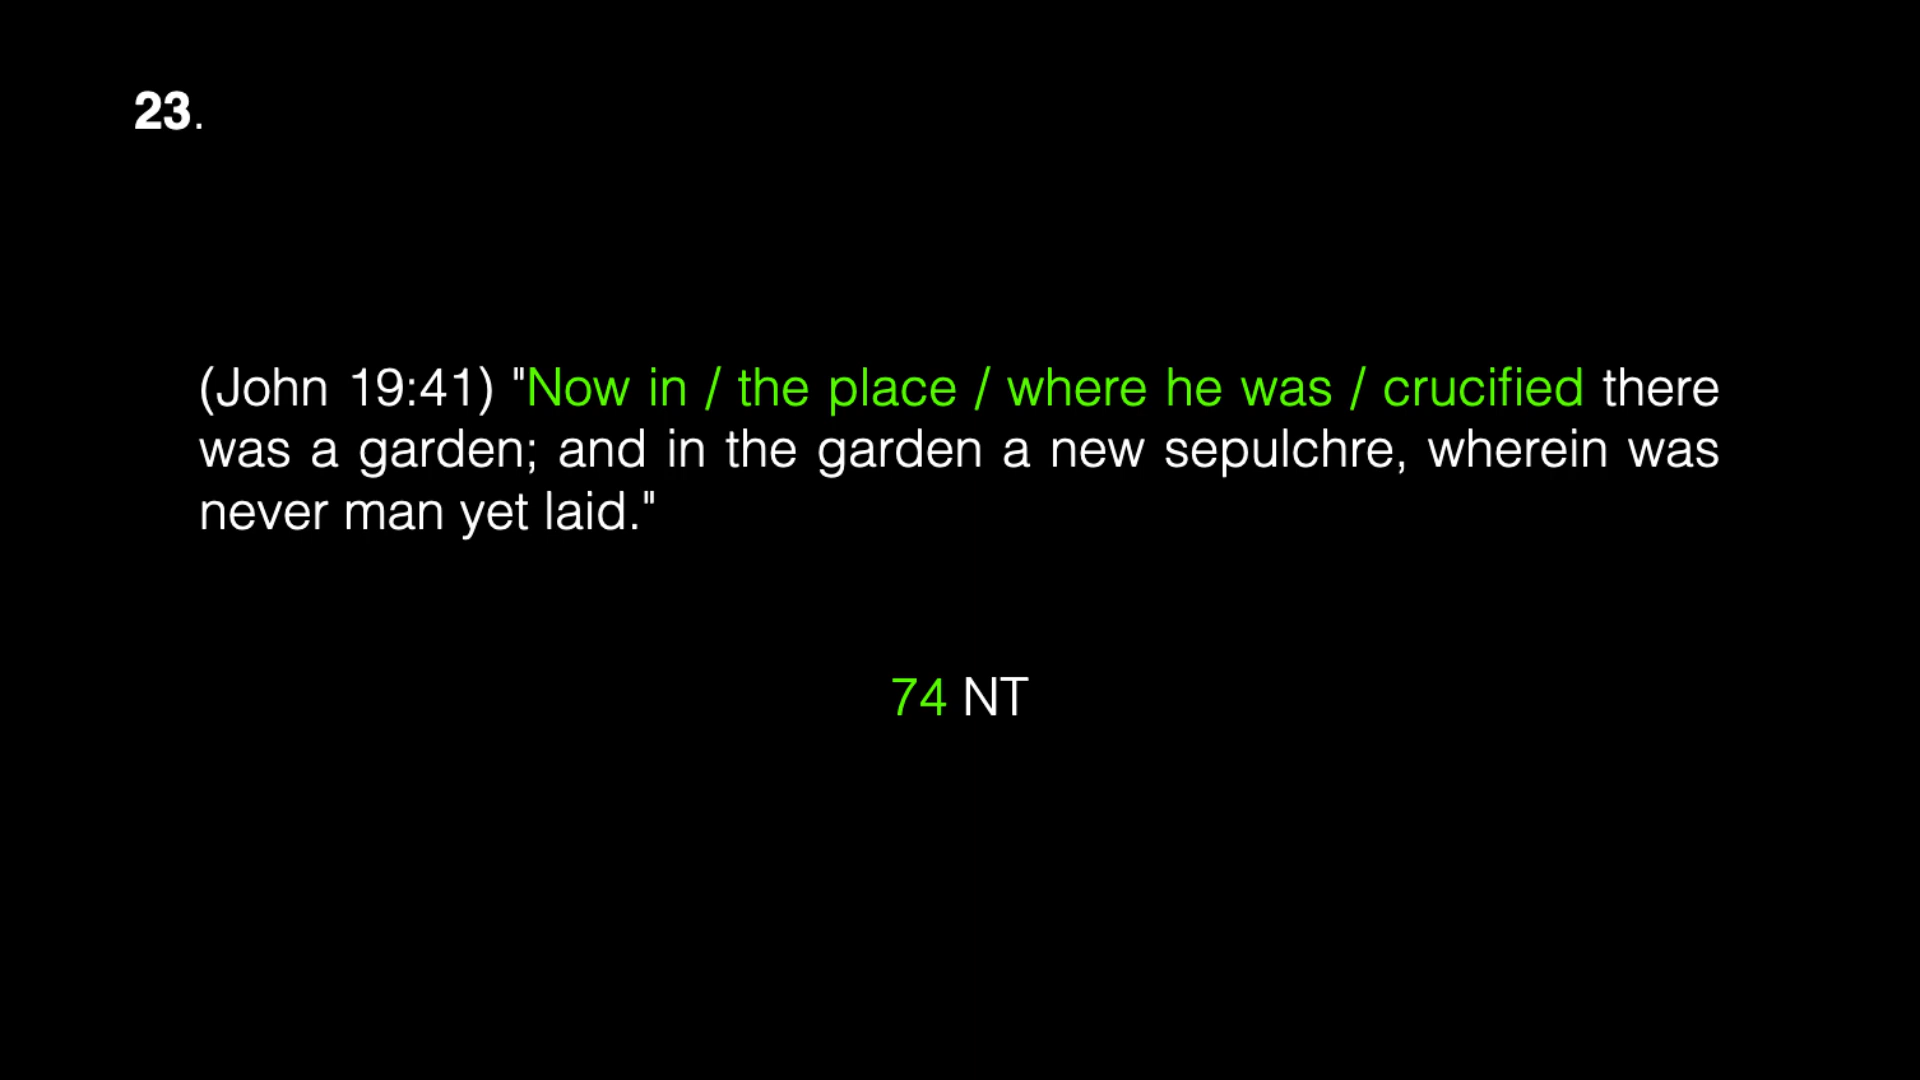 23.
(John 19:41) "Now in / the place / where he was / crucified there
was a garden; and in the garden a new sepulchre, wherein was
never man yet laid."
74 NT